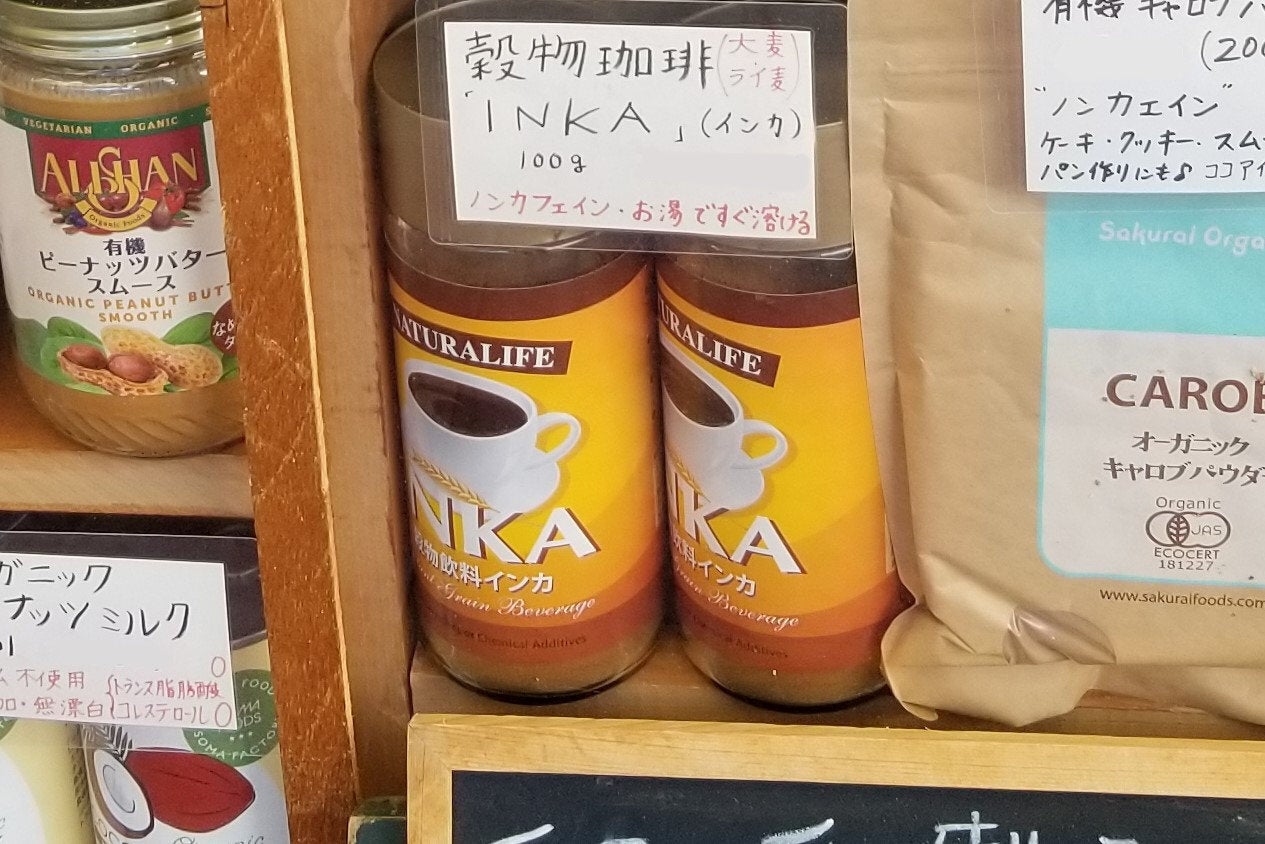 VEGETARIAN ORGANIC
ALISHAN
Organic Foods
有機
ピーナッツバター
スムース
ORGANIC PEANUT
SMOOTH
穀物珈琲(大麦
ライ麦)
「INKA」(インカ)
100g
ノンカフェイン・お湯ですぐ溶ける
NATURALIFE
INKA
穀物飲料インカ
Grain Beverage
or Chemical Additives
URALIFE
KA
飲料インカ
Beverage
有機キャロブ
(200
"ノンカフェイン"
ケーキ・クッキー・スム
パン作りにも♪ ココア
Sakurai Orga
CAROB
オーガニック
キャロブパウダー
Organic
JAS
ECOCERT
181227
www.sakuraifoods.com
ガニック
ナッツミルク
ム不使用
・無漂白
トランス脂肪酸 0
コレステロール 0